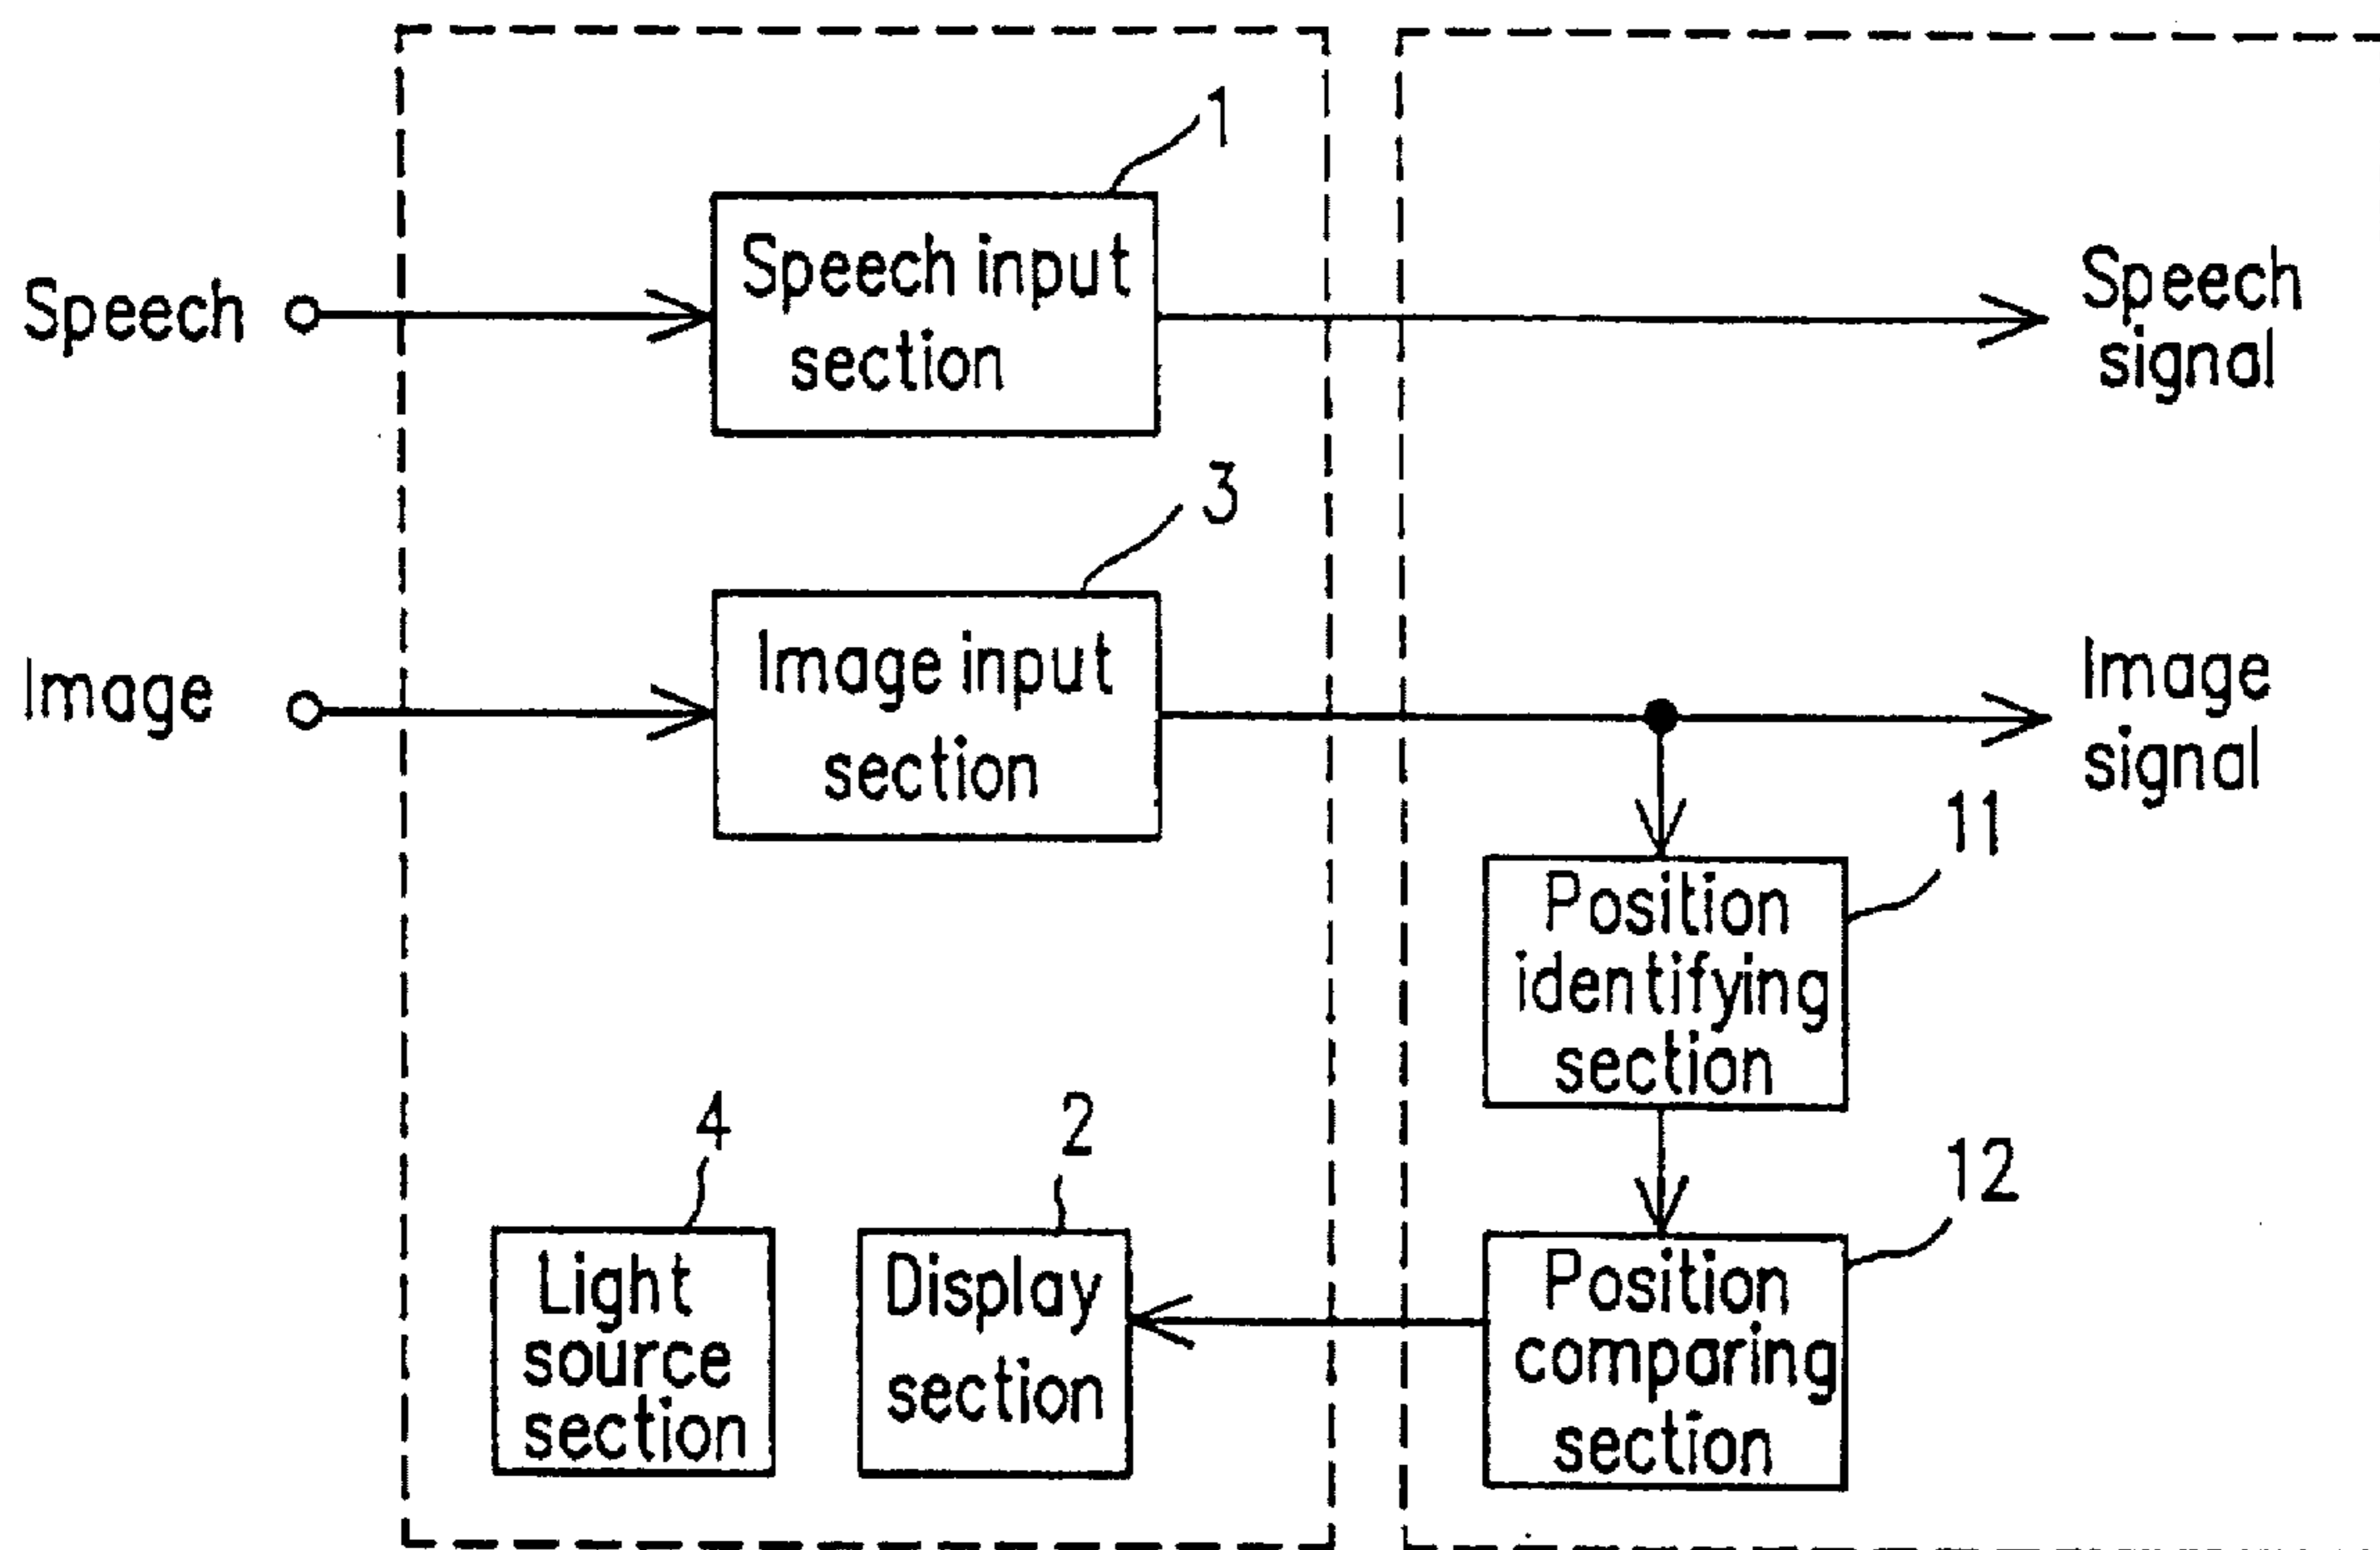 1
Speech
Speech input
section
Speech
signal
3
Image
Image input
section
Image
signal
11
Position
identifying
section
4
2
12
Light
source
section
Display
section
Position
comparing
section